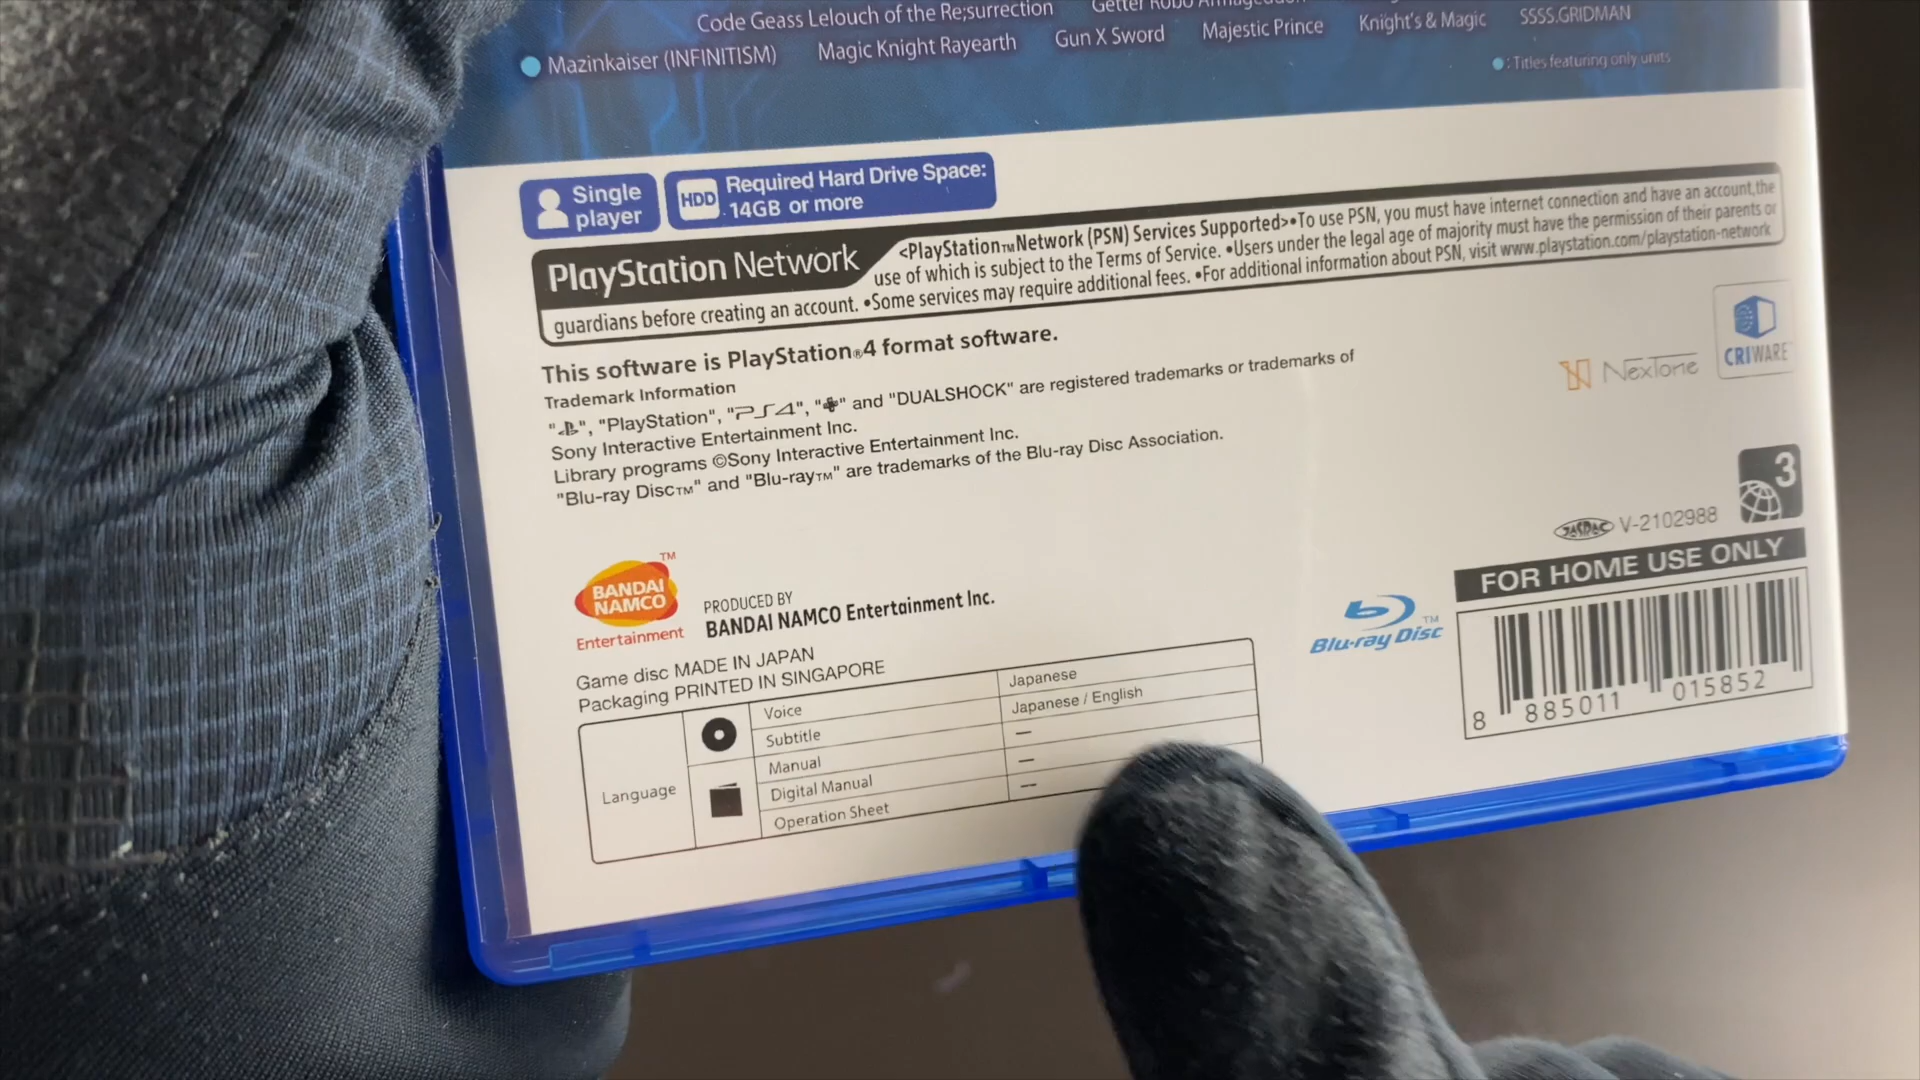 Code Geass Lelouch of the Re;surrection
Mazinkaiser (INFINITISM) Magic Knight Rayearth Gun X Sword Majestic Prince Knight's & Magic SSSS.GRIDMAN
: Titles featuring only units
Single player
HDD Required Hard Drive Space: 14GB or more
PlayStation Network
<PlayStation™Network (PSN) Services Supported>•To use PSN, you must have internet connection and have an account,the
use of which is subject to the Terms of Service. •Users under the legal age of majority must have the permission of their parents or
guardians before creating an account. •Some services may require additional fees. •For additional information about PSN, visit www.playstation.com/playstation-network
This software is PlayStation®4 format software.
Trademark Information
"", "PlayStation", "PS4", "" and "DUALSHOCK" are registered trademarks or trademarks of
Sony Interactive Entertainment Inc.
Library programs ©Sony Interactive Entertainment Inc.
"Blu-ray Disc™" and "Blu-ray™" are trademarks of the Blu-ray Disc Association.
NexTone
CRIWARE
3
JASRAC V-2102988
FOR HOME USE ONLY
BANDAI NAMCO ™
Entertainment
PRODUCED BY
BANDAI NAMCO Entertainment Inc.
Blu-ray Disc ™
8 885011 015852
Game disc MADE IN JAPAN
Packaging PRINTED IN SINGAPORE
Language
Voice Japanese
Subtitle Japanese / English
Manual —
Digital Manual —
Operation Sheet —